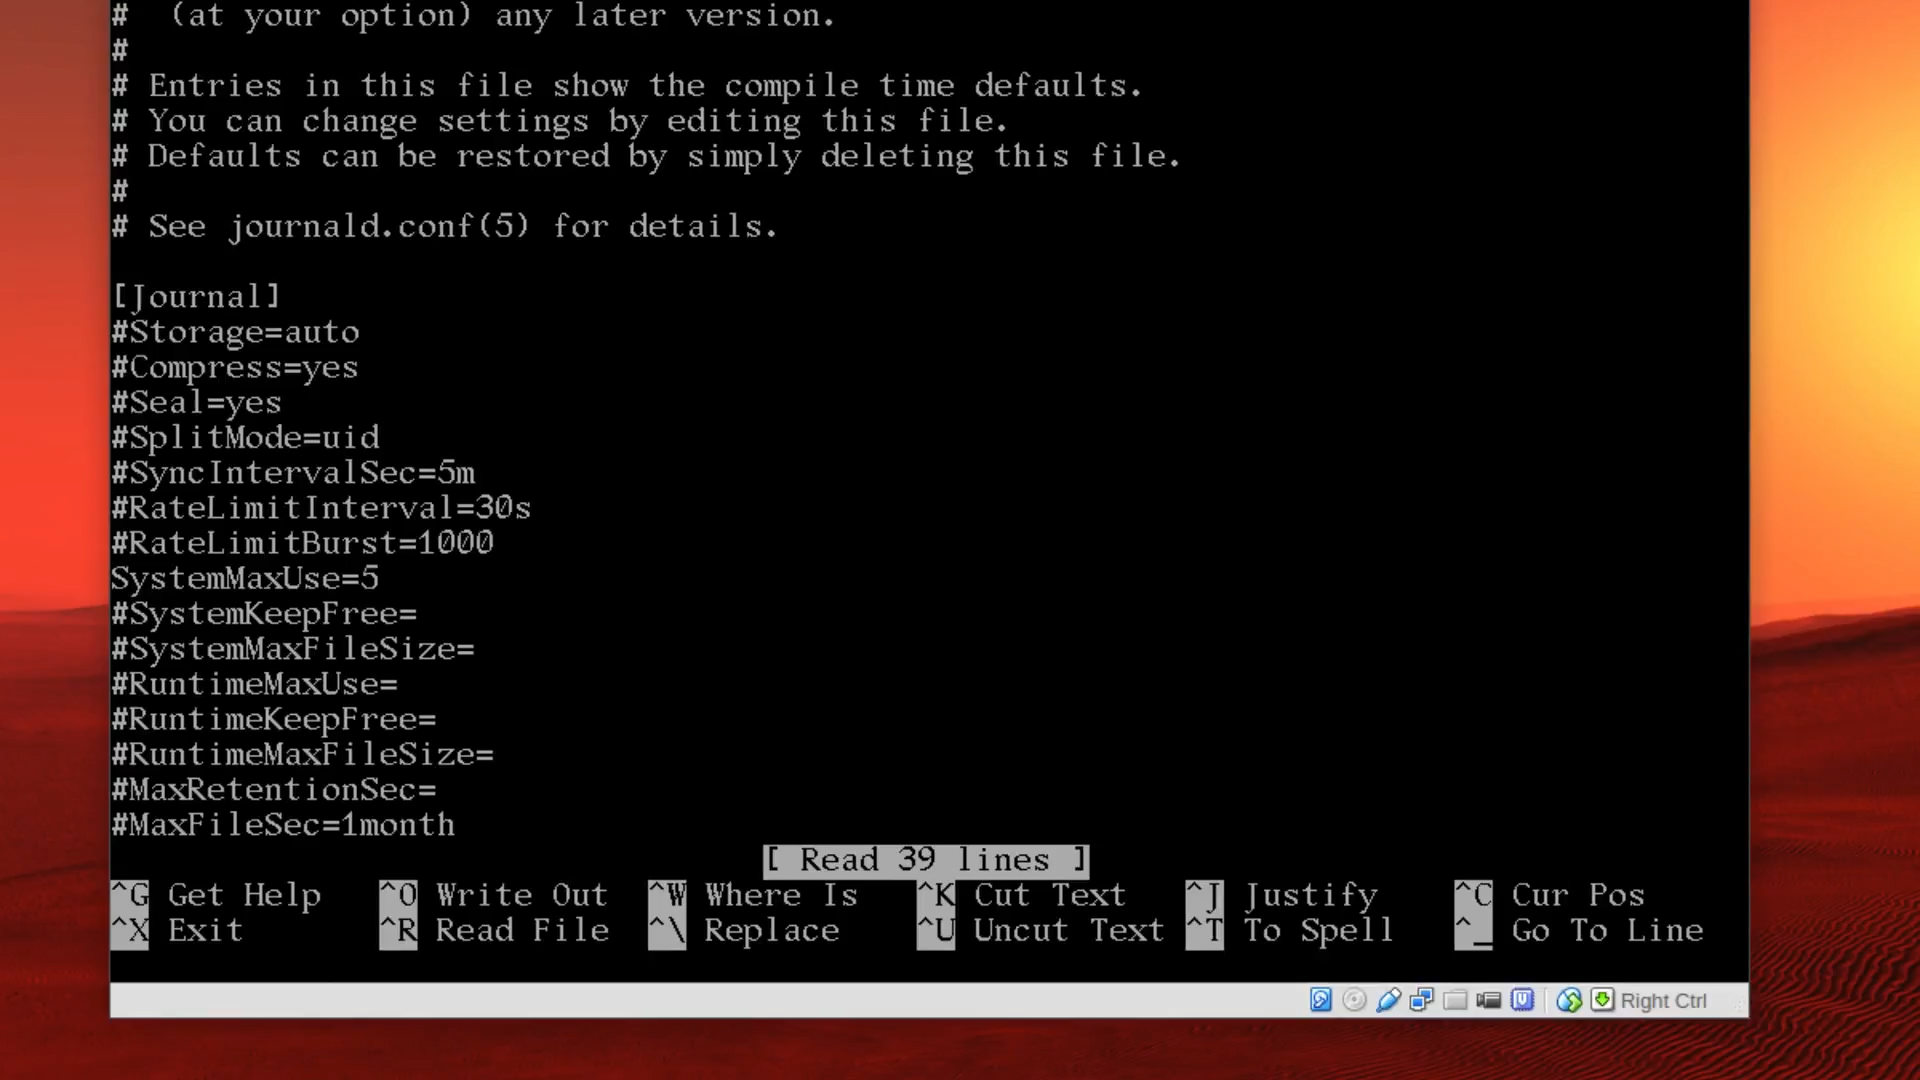 #  (at your option) any later version.
#
# Entries in this file show the compile time defaults.
# You can change settings by editing this file.
# Defaults can be restored by simply deleting this file.
#
# See journald.conf(5) for details.
[Journal]
#Storage=auto
#Compress=yes
#Seal=yes
#SplitMode=uid
#SyncIntervalSec=5m
#RateLimitInterval=30s
#RateLimitBurst=1000
SystemMaxUse=5
#SystemKeepFree=
#SystemMaxFileSize=
#RuntimeMaxUse=
#RuntimeKeepFree=
#RuntimeMaxFileSize=
#MaxRetentionSec=
#MaxFileSec=1month
[ Read 39 lines ]
^G Get Help ^O Write Out ^W Where Is ^K Cut Text ^J Justify ^C Cur Pos
^X Exit ^R Read File ^\ Replace ^U Uncut Text ^T To Spell ^_ Go To Line
Right Ctrl